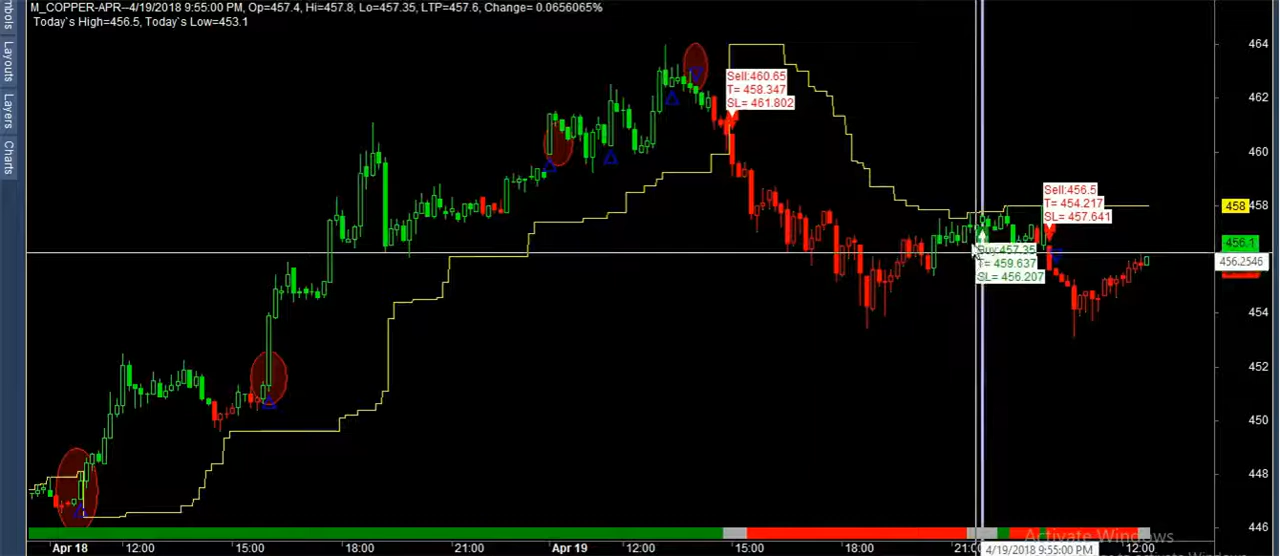 M_COPPER-APR--4/19/2018 9:55:00 PM, Op=457.4, Hi=457.8, Lo=457.35, LTP=457.6, Change= 0.0656065%
Today`s High=456.5, Today`s Low=453.1
Layouts
Layers
Charts
Sell:460.65
T= 458.347
SL= 461.802
Sell:456.5
T= 454.217
SL= 457.641
Buy:457.35
T= 459.637
SL= 456.207
464
462
460
458
458
456.1
456.2546
454
452
450
448
446
Activate Windows
Apr 18
12:00
15:00
18:00
21:00
Apr 19
12:00
15:00
18:00
12:00
4/19/2018 9:55:00 PM